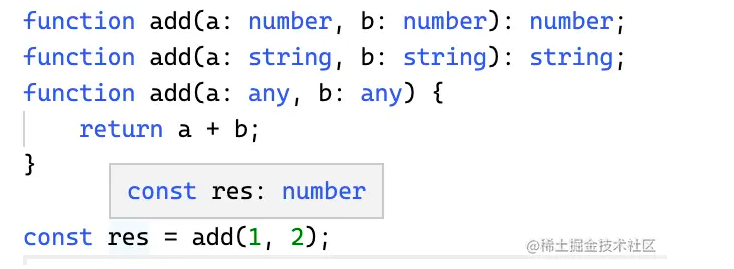 function add(a: number, b: number): number;
function add(a: string, b: string): string;
function add(a: any, b: any) {
    return a + b;
}
const res: number
const res = add(1, 2);
@稀土掘金技术社区